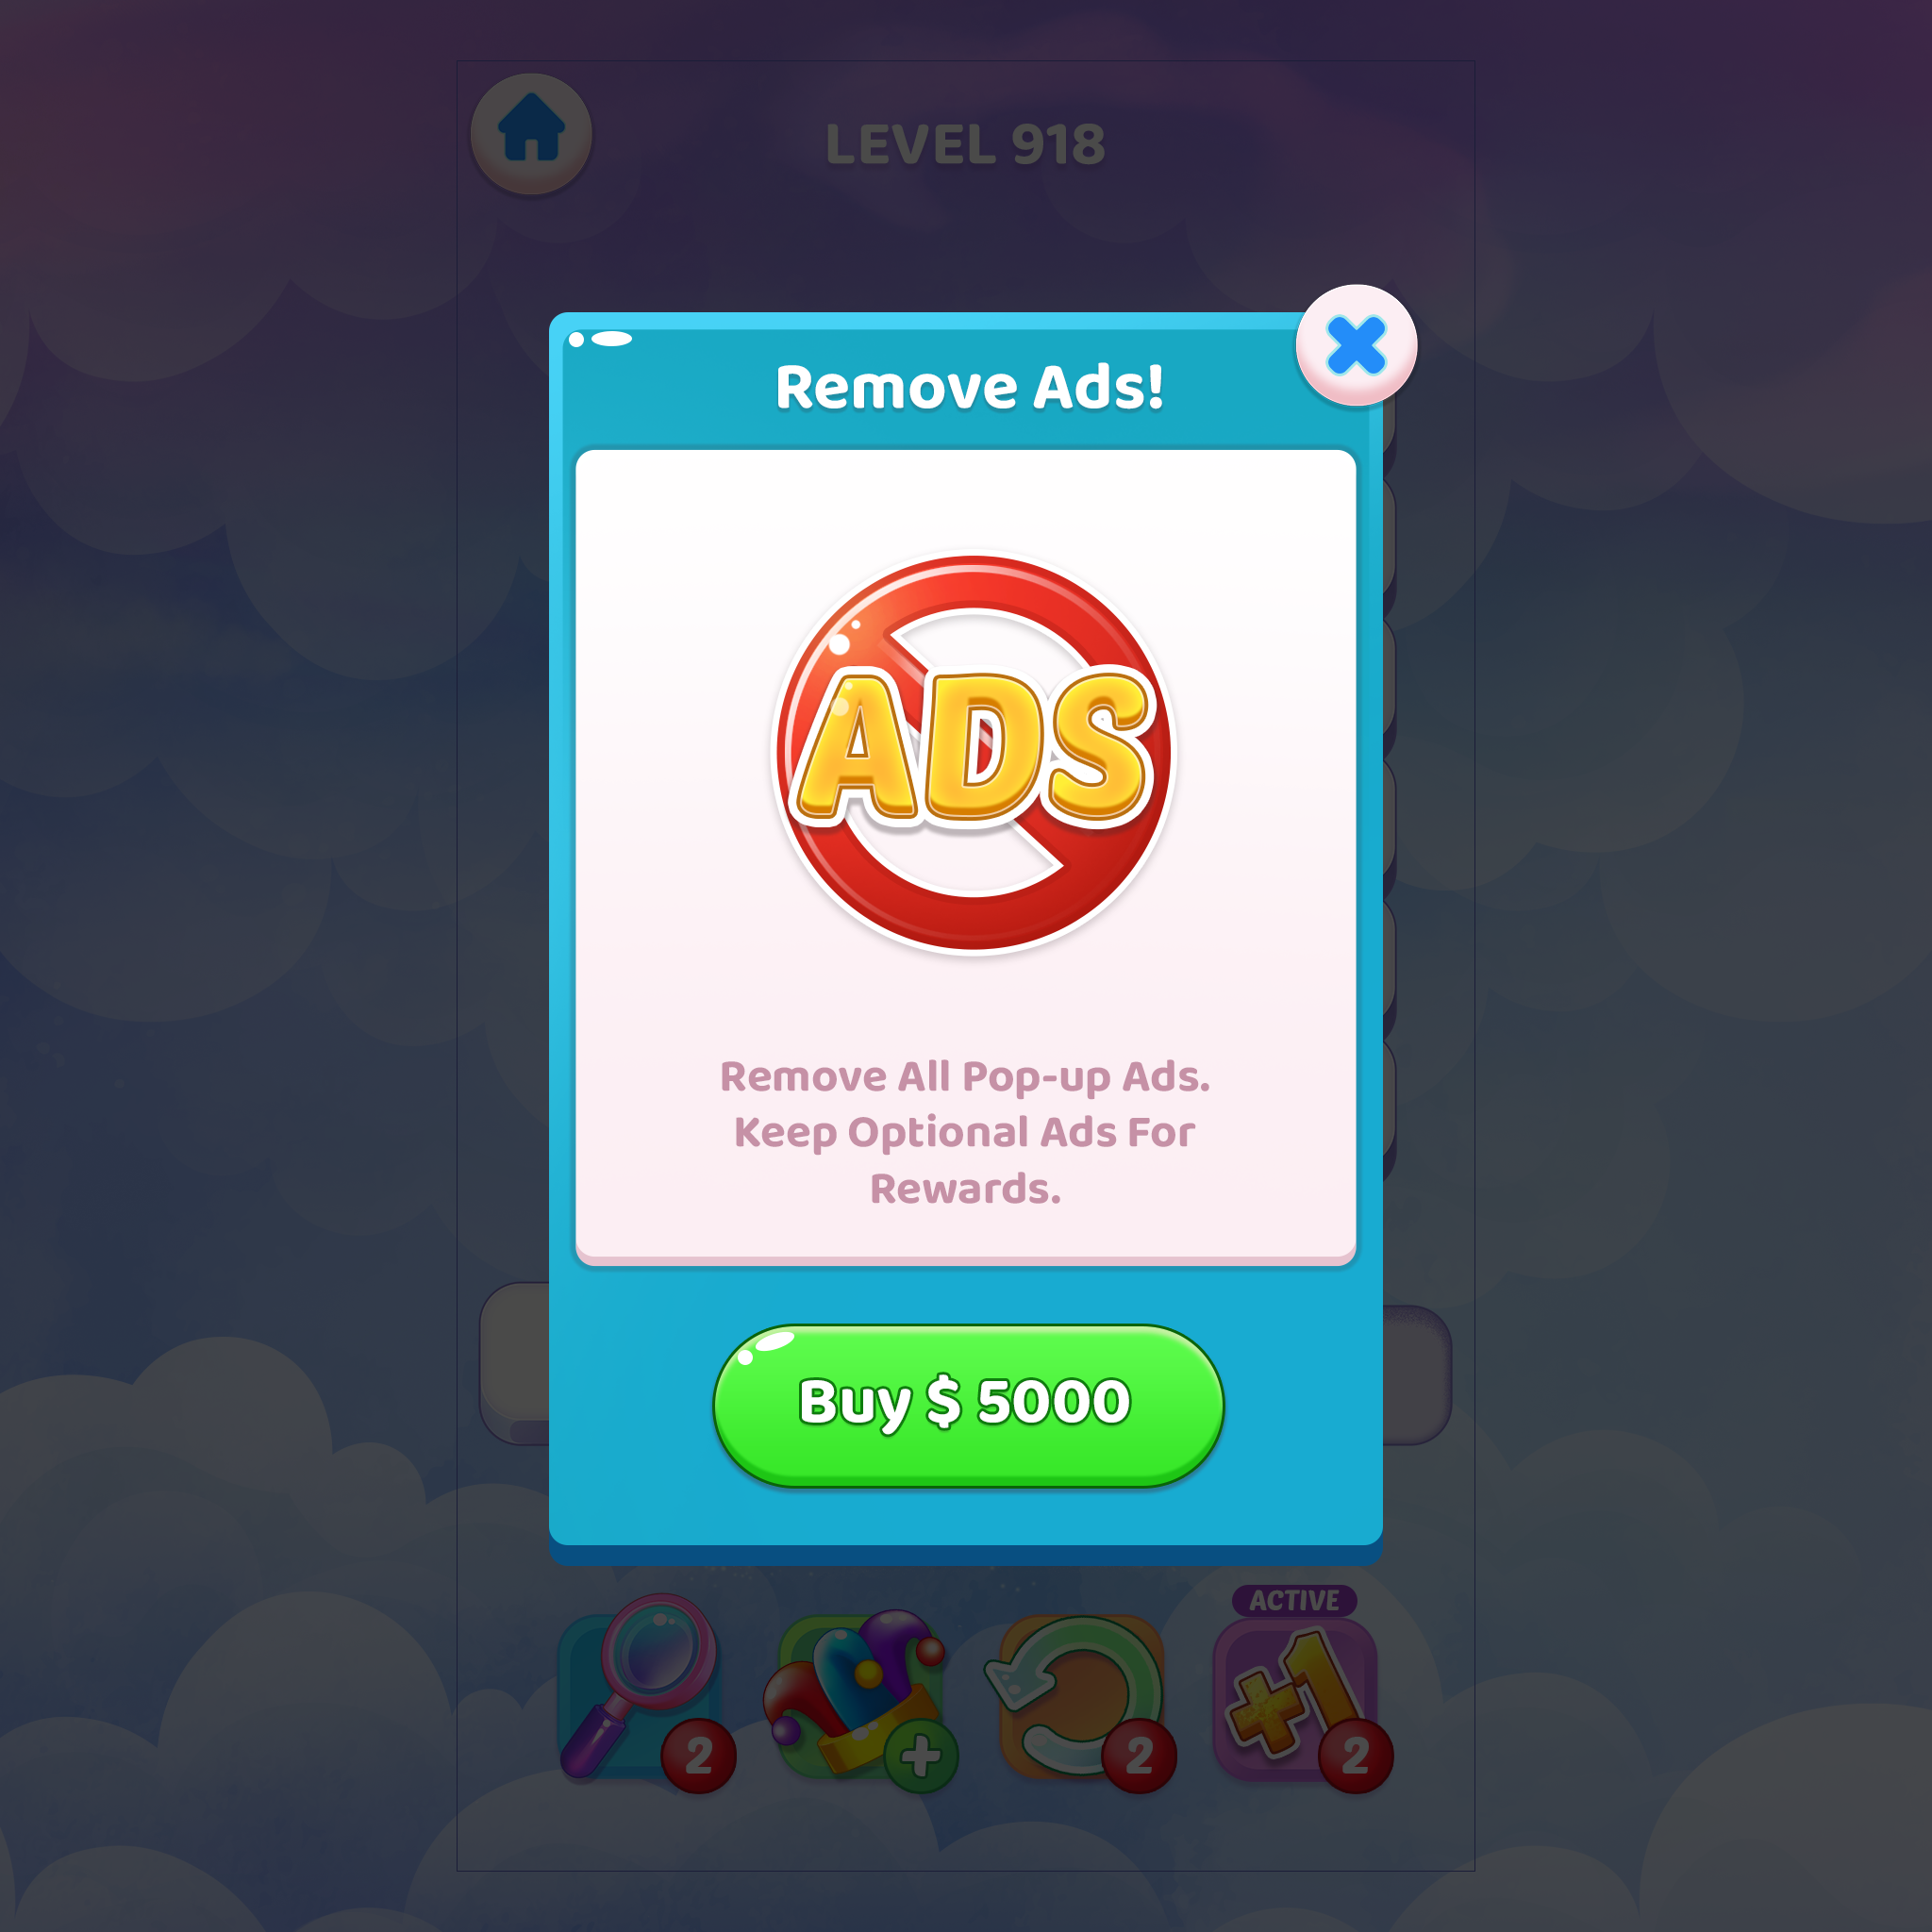 LEVEL 918
Remove Ads!
ADS
Remove All Pop-up Ads.
Keep Optional Ads For
Rewards.
Buy $ 5000
ACTIVE
+1
2
+
2
2